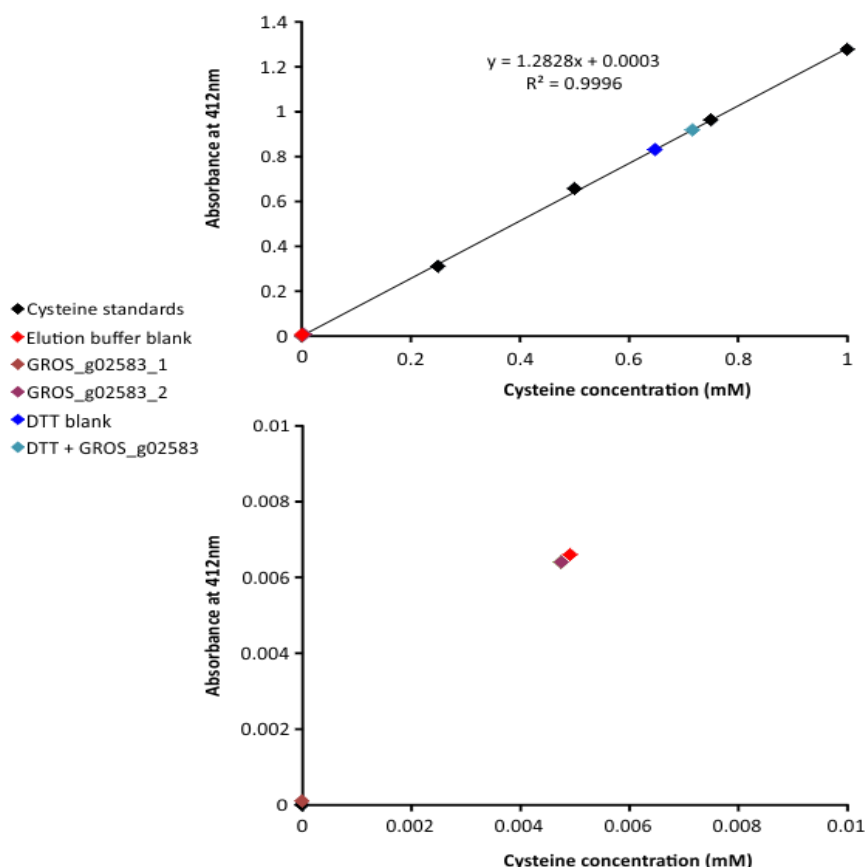 1.4
1.2
1
0.8
0.6
0.4
0.2
0
0
0.2
0.4
0.6
0.8
1
y = 1.2828x + 0.0003
R² = 0.9996
Absorbance at 412nm
Cysteine concentration (mM)
Cysteine standards
Elution buffer blank
GROS_g02583_1
GROS_g02583_2
DTT blank
DTT + GROS_g02583
0.01
0.008
0.006
0.004
0.002
0
0
0.002
0.004
0.006
0.008
0.01
Absorbance at 412nm
Cysteine concentration (mM)